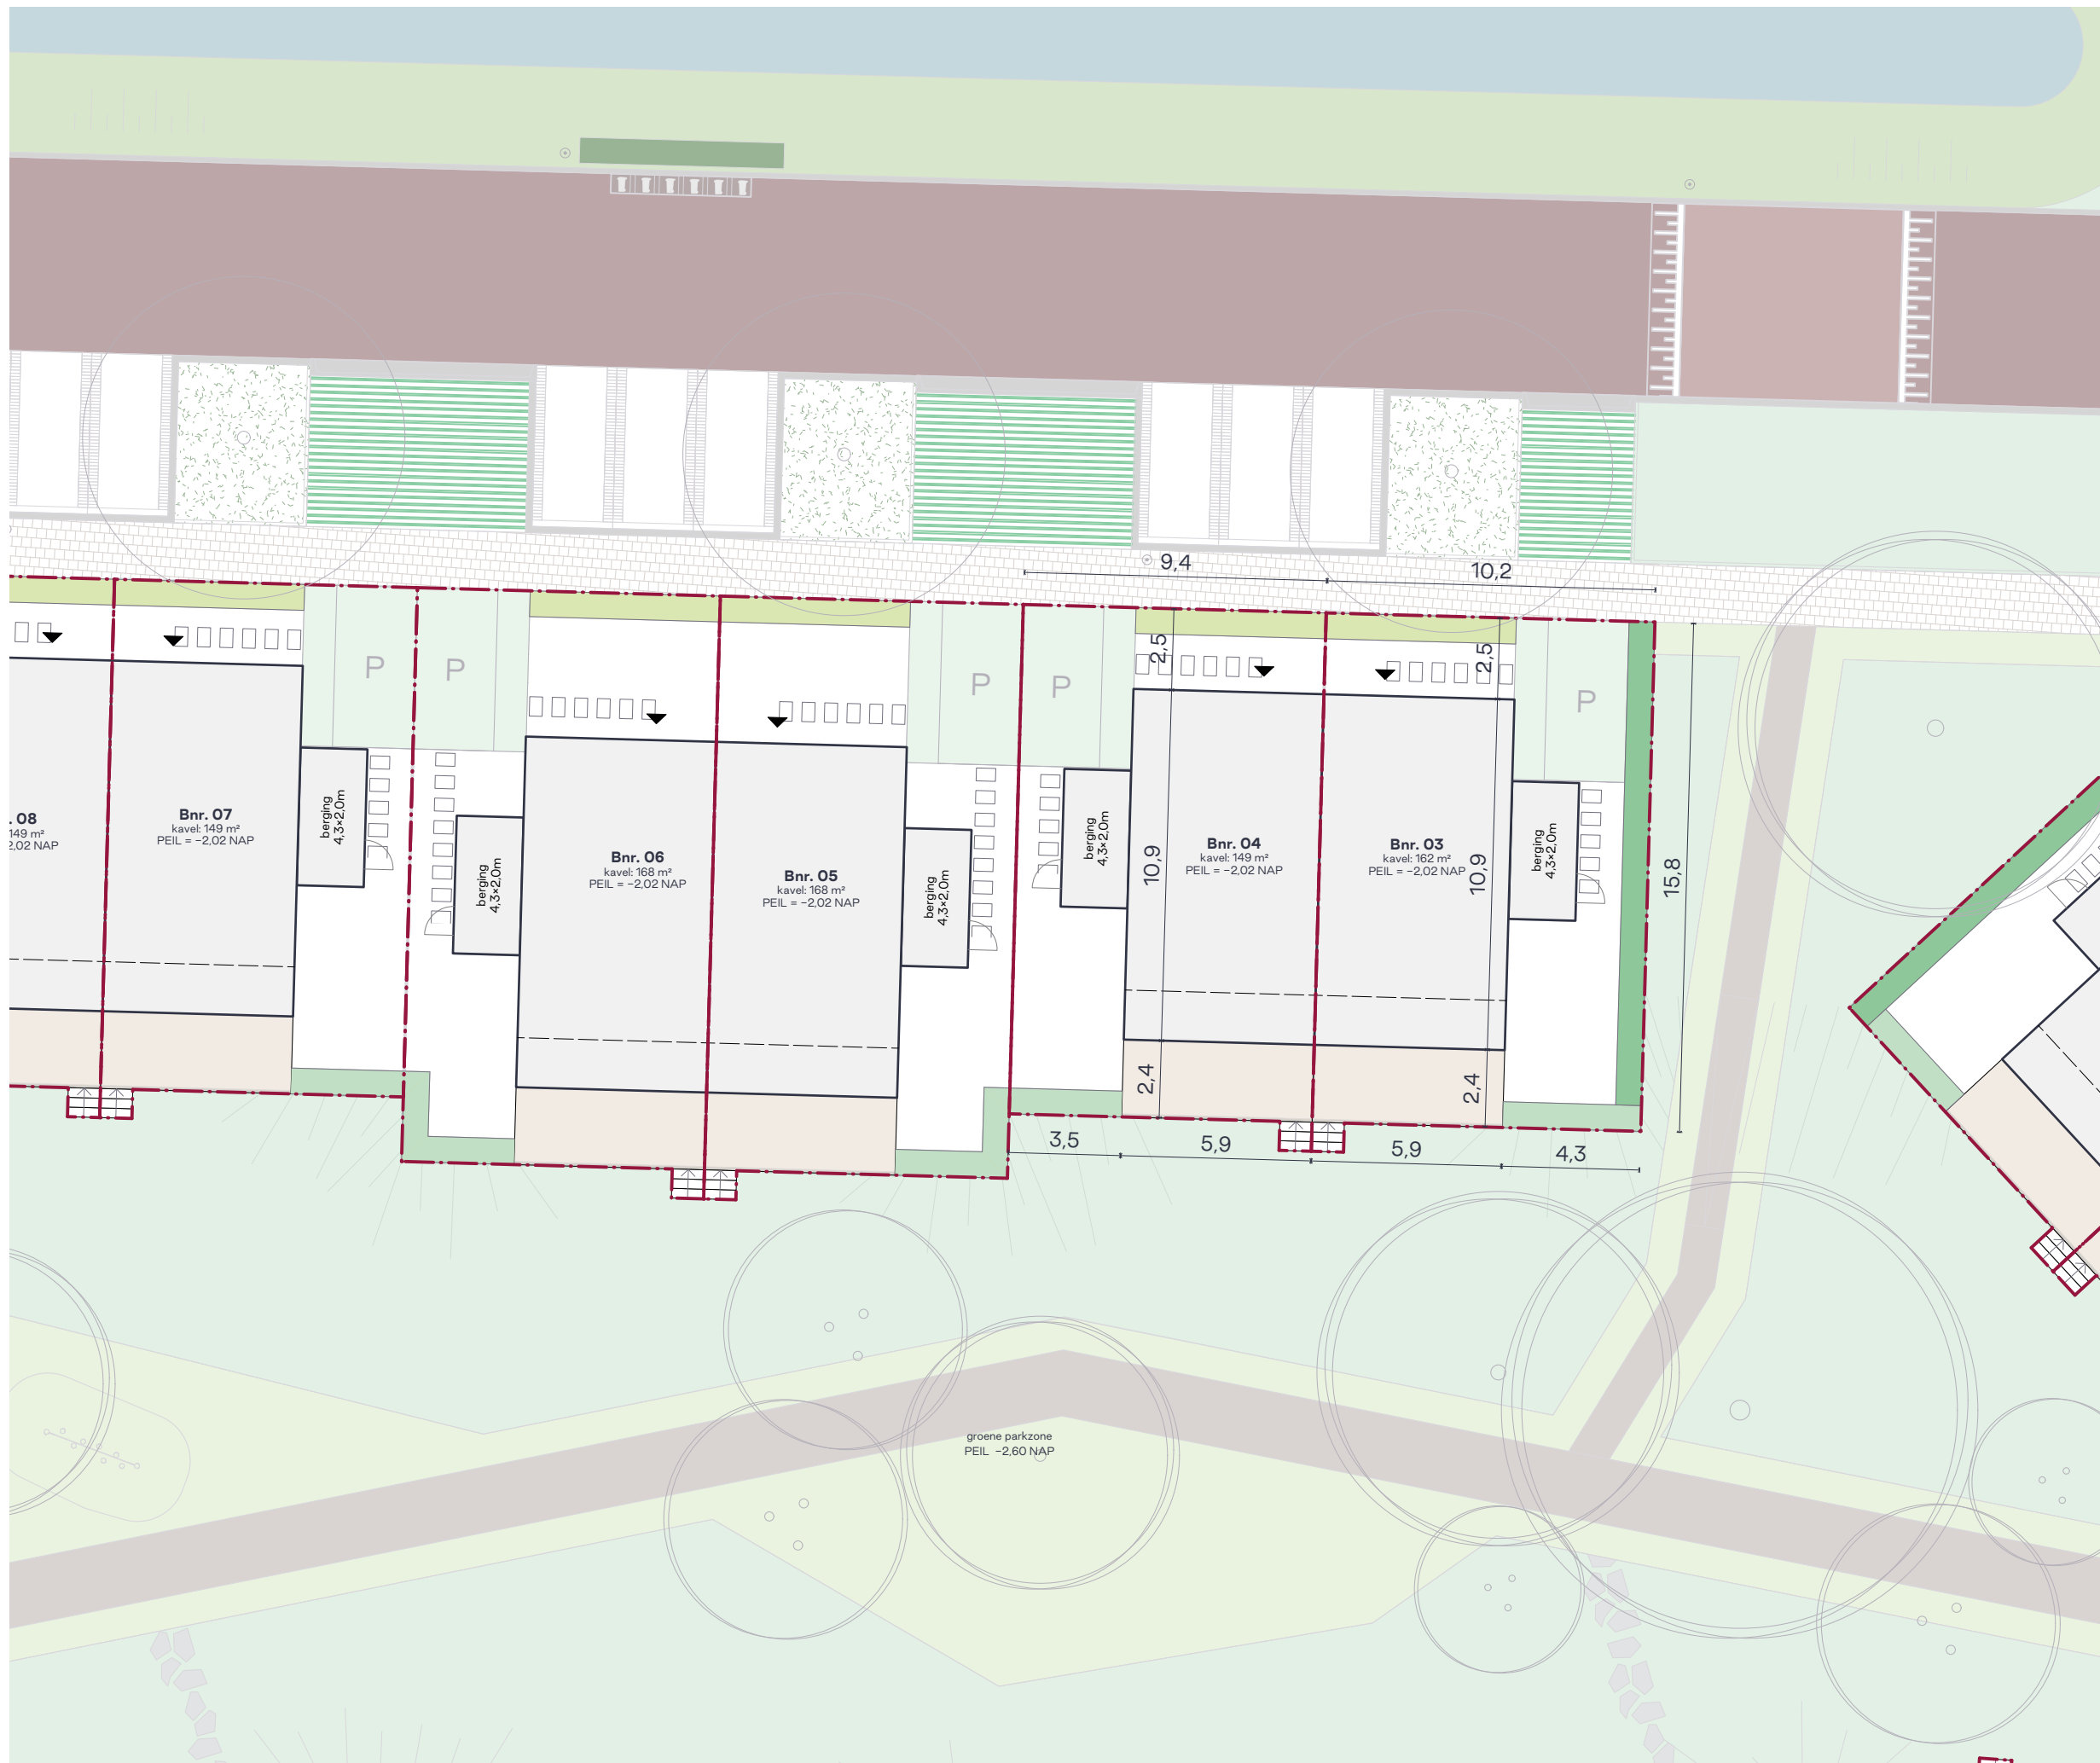 9,4
10,2
P
P
P
P
P
2,5
2,5
. 08
149 m²
2,02 NAP
Bnr. 07
kavel: 149 m²
PEIL = −2,02 NAP
berging
4,3×2,0m
berging
4,3×2,0m
Bnr. 06
kavel: 168 m²
PEIL = −2,02 NAP
Bnr. 05
kavel: 168 m²
PEIL = −2,02 NAP
berging
4,3×2,0m
berging
4,3×2,0m
10,9
Bnr. 04
kavel: 149 m²
PEIL = −2,02 NAP
Bnr. 03
kavel: 162 m²
PEIL = −2,02 NAP
10,9
berging
4,3×2,0m
15,8
2,4
2,4
3,5
5,9
5,9
4,3
groene parkzone
PEIL −2,60 NAP